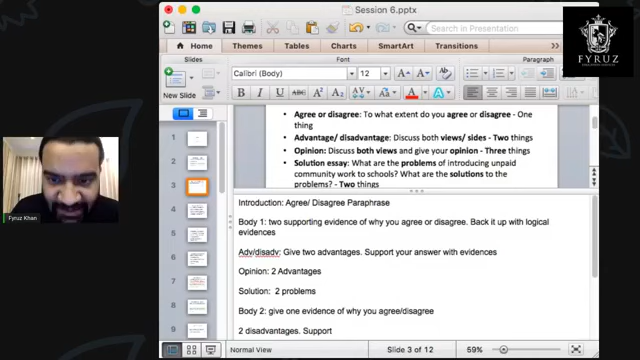 Session 6.pptx
Search in Presentation
Home Themes Tables Charts SmartArt Transitions
Slides Font Paragraph
New Slide
Calibri (Body) 12
B I U ABC
FYRUZ
• Agree or disagree: To what extent do you agree or disagree - One
thing
• Advantage/ disadvantage: Discuss both views/ sides - Two things
• Opinion: Discuss both views and give your opinion - Three things
• Solution essay: What are the problems of introducing unpaid
community work to schools? What are the solutions to the
problems? - Two things
1
2
3
4
5
6
7
8
9
Introduction: Agree/ Disagree Paraphrase
Body 1: two supporting evidence of why you agree or disagree. Back it up with logical
evidences
Adv/disadv: Give two advantages. Support your answer with evidences
Opinion: 2 Advantages
Solution: 2 problems
Body 2: give one evidence of why you agree/disagree
2 disadvantages. Support
Fyruz Khan
Normal View Slide 3 of 12 59%